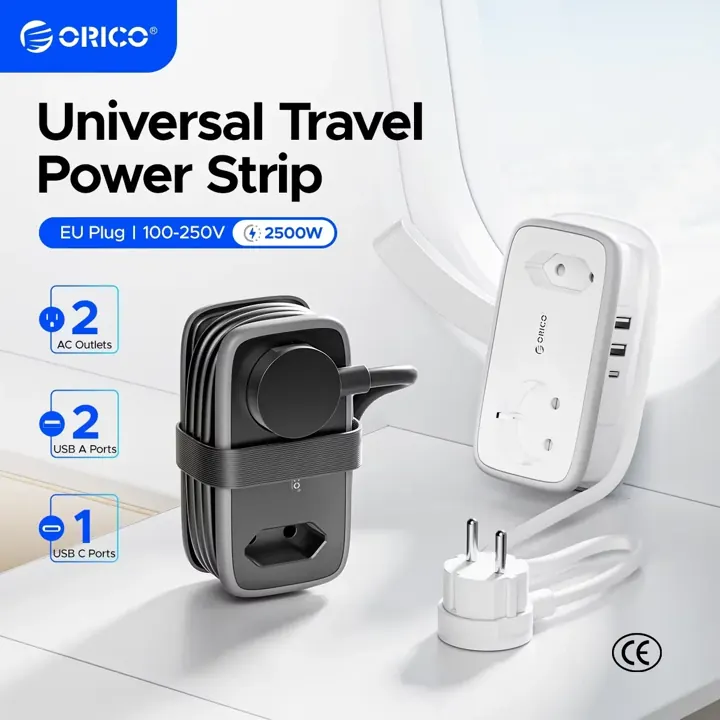 ORICO®
Universal Travel
Power Strip
EU Plug | 100-250V 2500W
2
AC Outlets
2
USB A Ports
1
USB C Ports
ORICO
CE